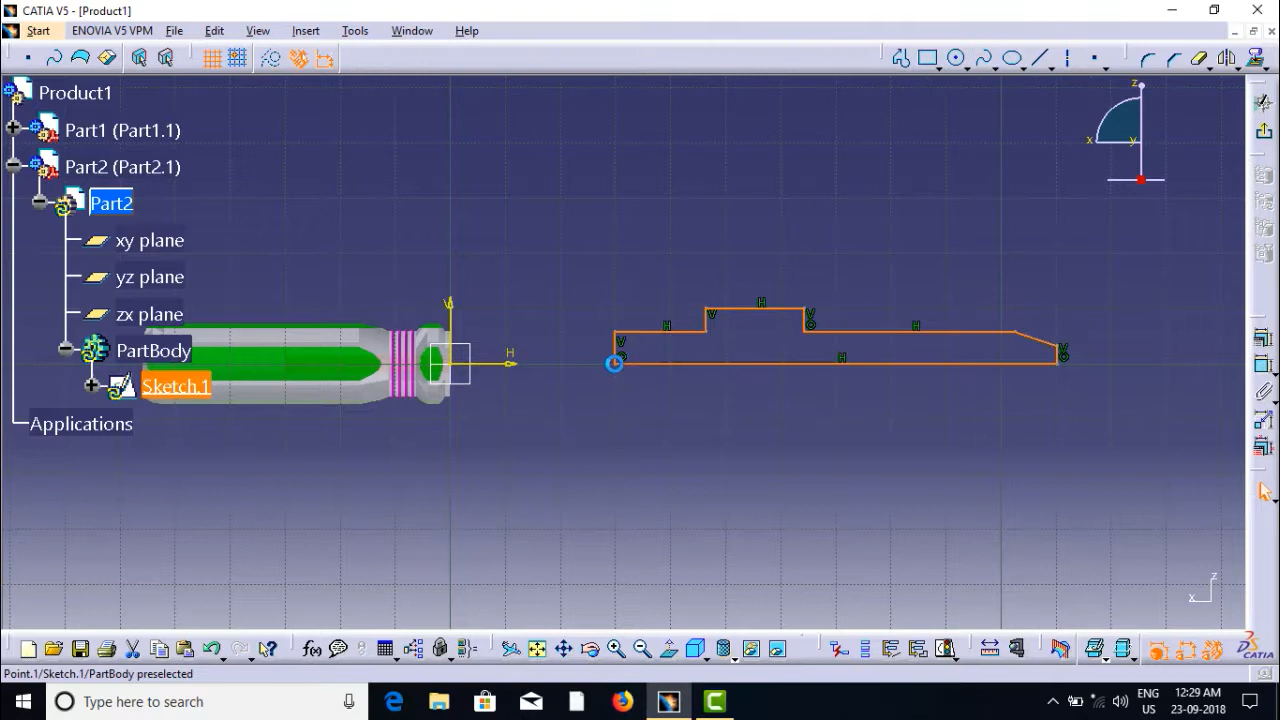 CATIA V5 - [Product1]
Start ENOVIA V5 VPM File Edit View Insert Tools Window Help
Product1
Part1 (Part1.1)
Part2 (Part2.1)
Part2
xy plane
yz plane
zx plane
PartBody
Sketch.1
Applications
z
x y
V
H
H V H V H
V H V
z
x
f(x)
CATIA
Point.1/Sketch.1/PartBody preselected
Type here to search
ENG
US
12:29 AM
23-09-2018